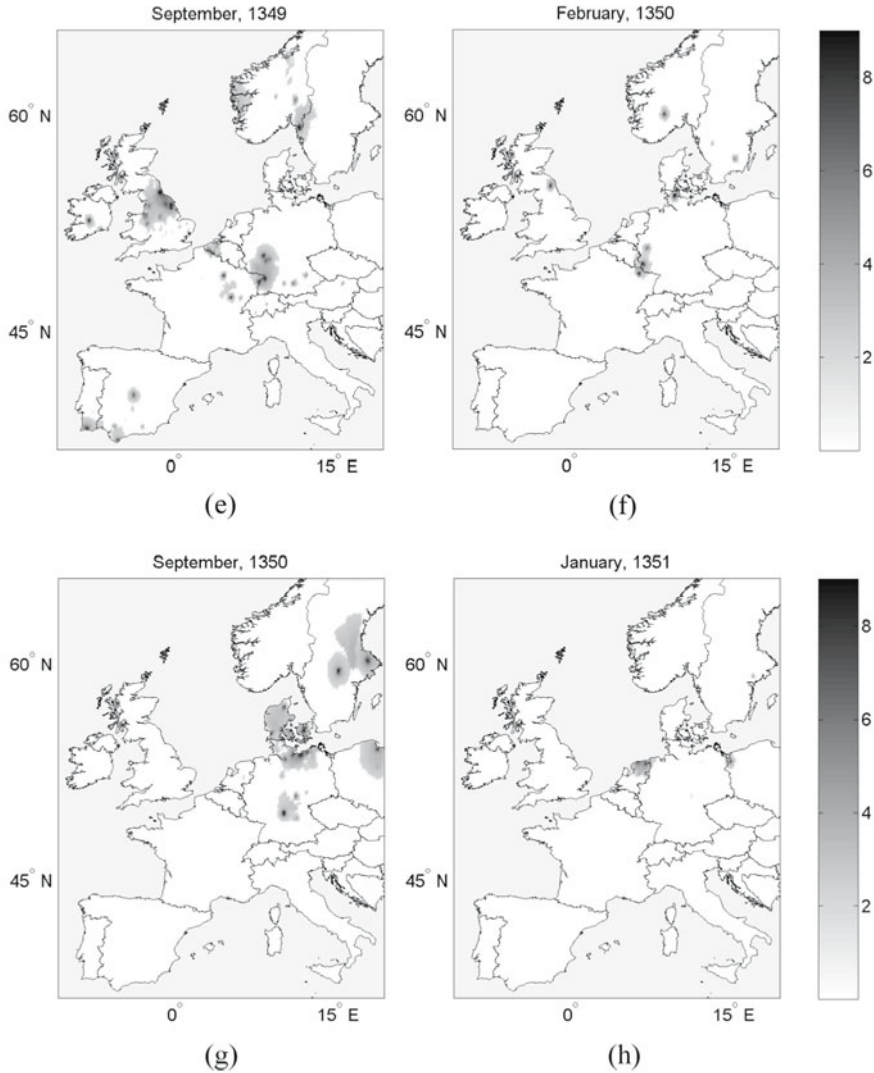 September, 1349
February, 1350
60° N
45° N
0°
15° E
60° N
45° N
0°
15° E
8
6
4
2
(e)
(f)
September, 1350
January, 1351
60° N
45° N
0°
15° E
60° N
45° N
0°
15° E
8
6
4
2
(g)
(h)